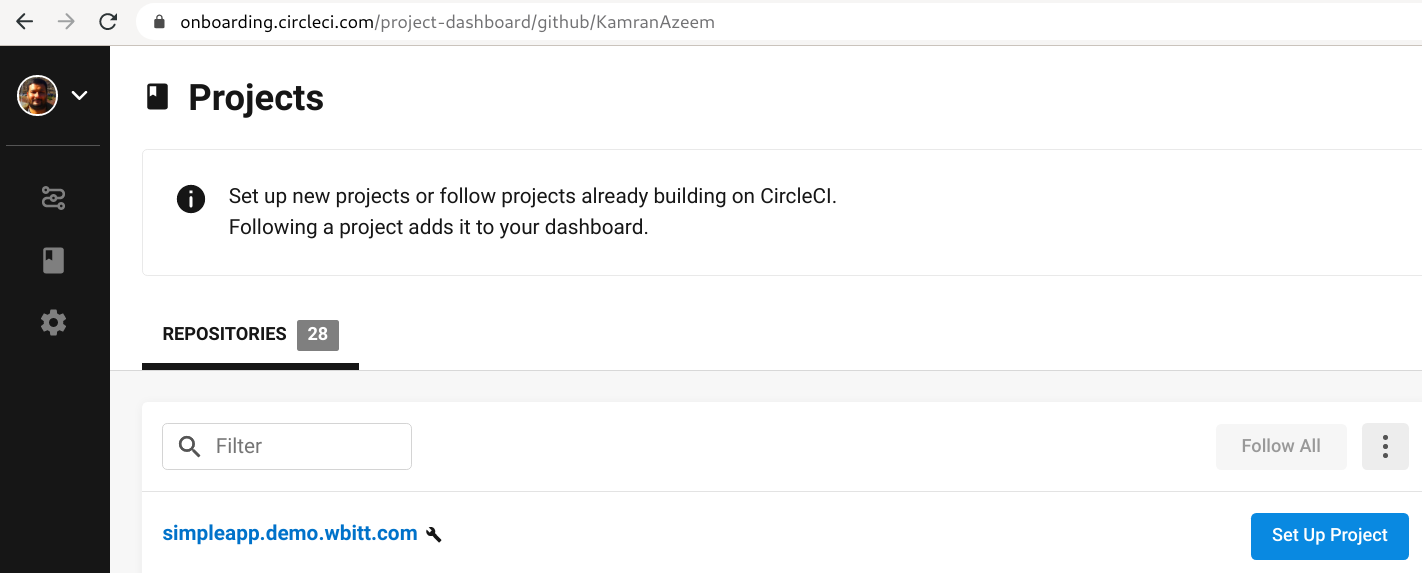 onboarding.circleci.com/project-dashboard/github/KamranAzeem
Projects
Set up new projects or follow projects already building on CircleCI.
Following a project adds it to your dashboard.
REPOSITORIES 28
Filter
Follow All
simpleapp.demo.wbitt.com
Set Up Project